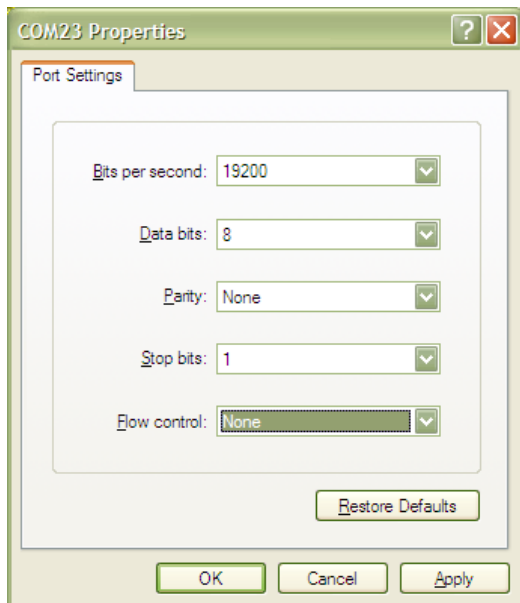 COM23 Properties
Port Settings
Bits per second: 19200
Data bits: 8
Parity: None
Stop bits: 1
Flow control: None
Restore Defaults
OK Cancel Apply